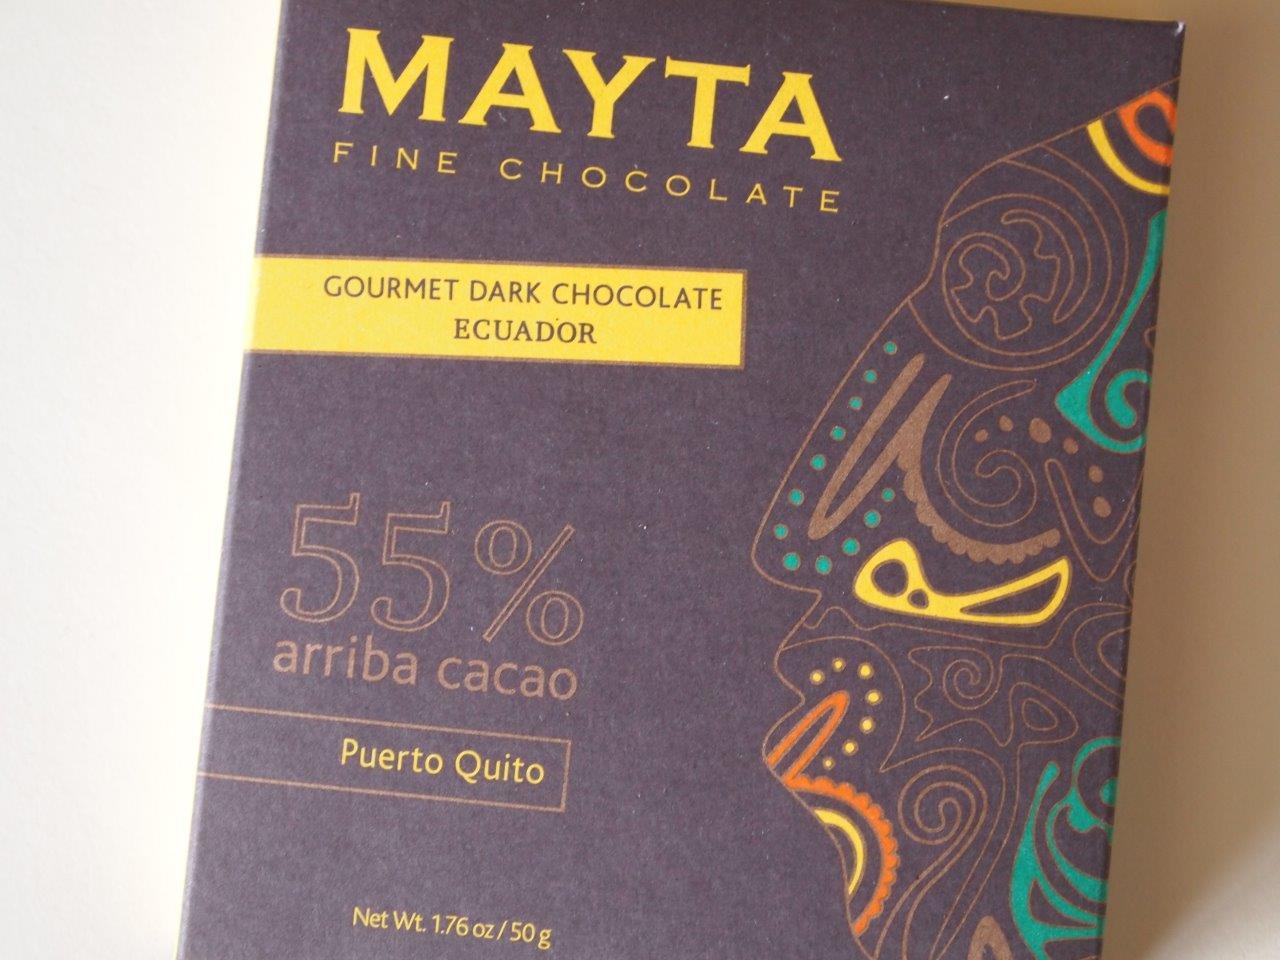 MAYTA
FINE CHOCOLATE
GOURMET DARK CHOCOLATE
ECUADOR
55%
arriba cacao
Puerto Quito
Net Wt. 1.76 oz / 50 g